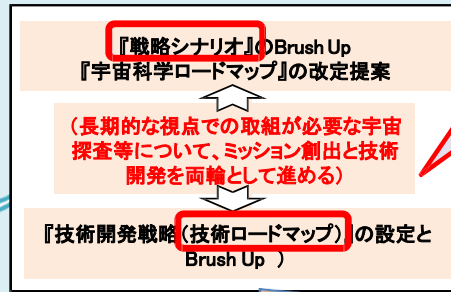 『戦略シナリオ』のBrush Up
『宇宙科学ロードマップ』の改定提案
（長期的な視点での取組が必要な宇宙
探査等について、ミッション創出と技術
開発を両輪として進める）
『技術開発戦略（技術ロードマップ）』の設定と
Brush Up ）